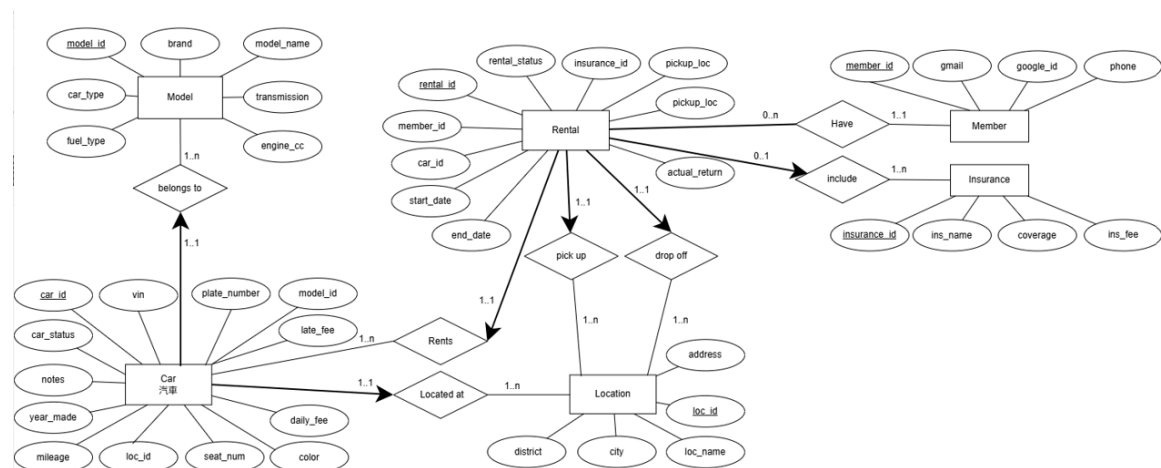 model_id
brand
model_name
car_type
Model
transmission
fuel_type
engine_cc
1..n
belongs to
1..1
rental_status
insurance_id
pickup_loc
rental_id
pickup_loc
member_id
Rental
car_id
actual_return
start_date
end_date
0..n
Have
1..1
0..1
include
1..n
member_id
gmail
google_id
phone
Member
Insurance
insurance_id
ins_name
coverage
ins_fee
1..1
1..1
pick up
drop off
1..n
1..n
1..1
Rents
1..n
1..1
Located at
1..n
car_id
vin
plate_number
model_id
car_status
late_fee
notes
Car
汽車
year_made
daily_fee
mileage
loc_id
seat_num
color
address
Location
loc_id
district
city
loc_name